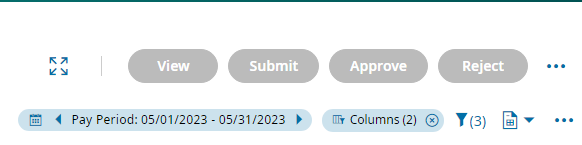 View Submit Approve Reject
Pay Period: 05/01/2023 - 05/31/2023 Columns (2) (3)